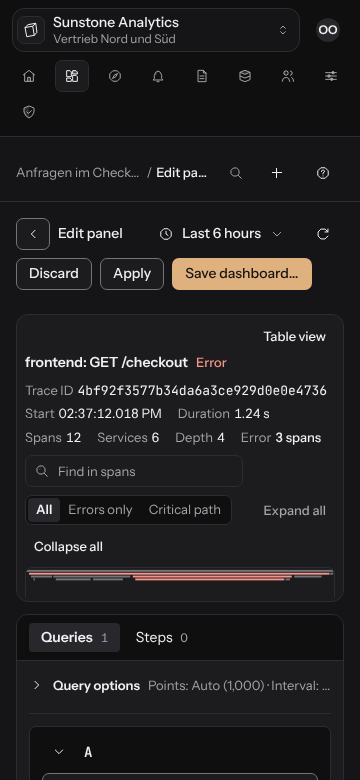 Sunstone Analytics
Vertrieb Nord und Süd
OO
Anfragen im Check... / Edit pa...
Edit panel
Last 6 hours
Discard
Apply
Save dashboard...
Table view
frontend: GET /checkout Error
Trace ID 4bf92f3577b34da6a3ce929d0e0e4736
Start 02:37:12.018 PM Duration 1.24 s
Spans 12 Services 6 Depth 4 Error 3 spans
Find in spans
All Errors only Critical path Expand all
Collapse all
Queries 1 Steps 0
Query options Points: Auto (1,000) · Interval: ...
A